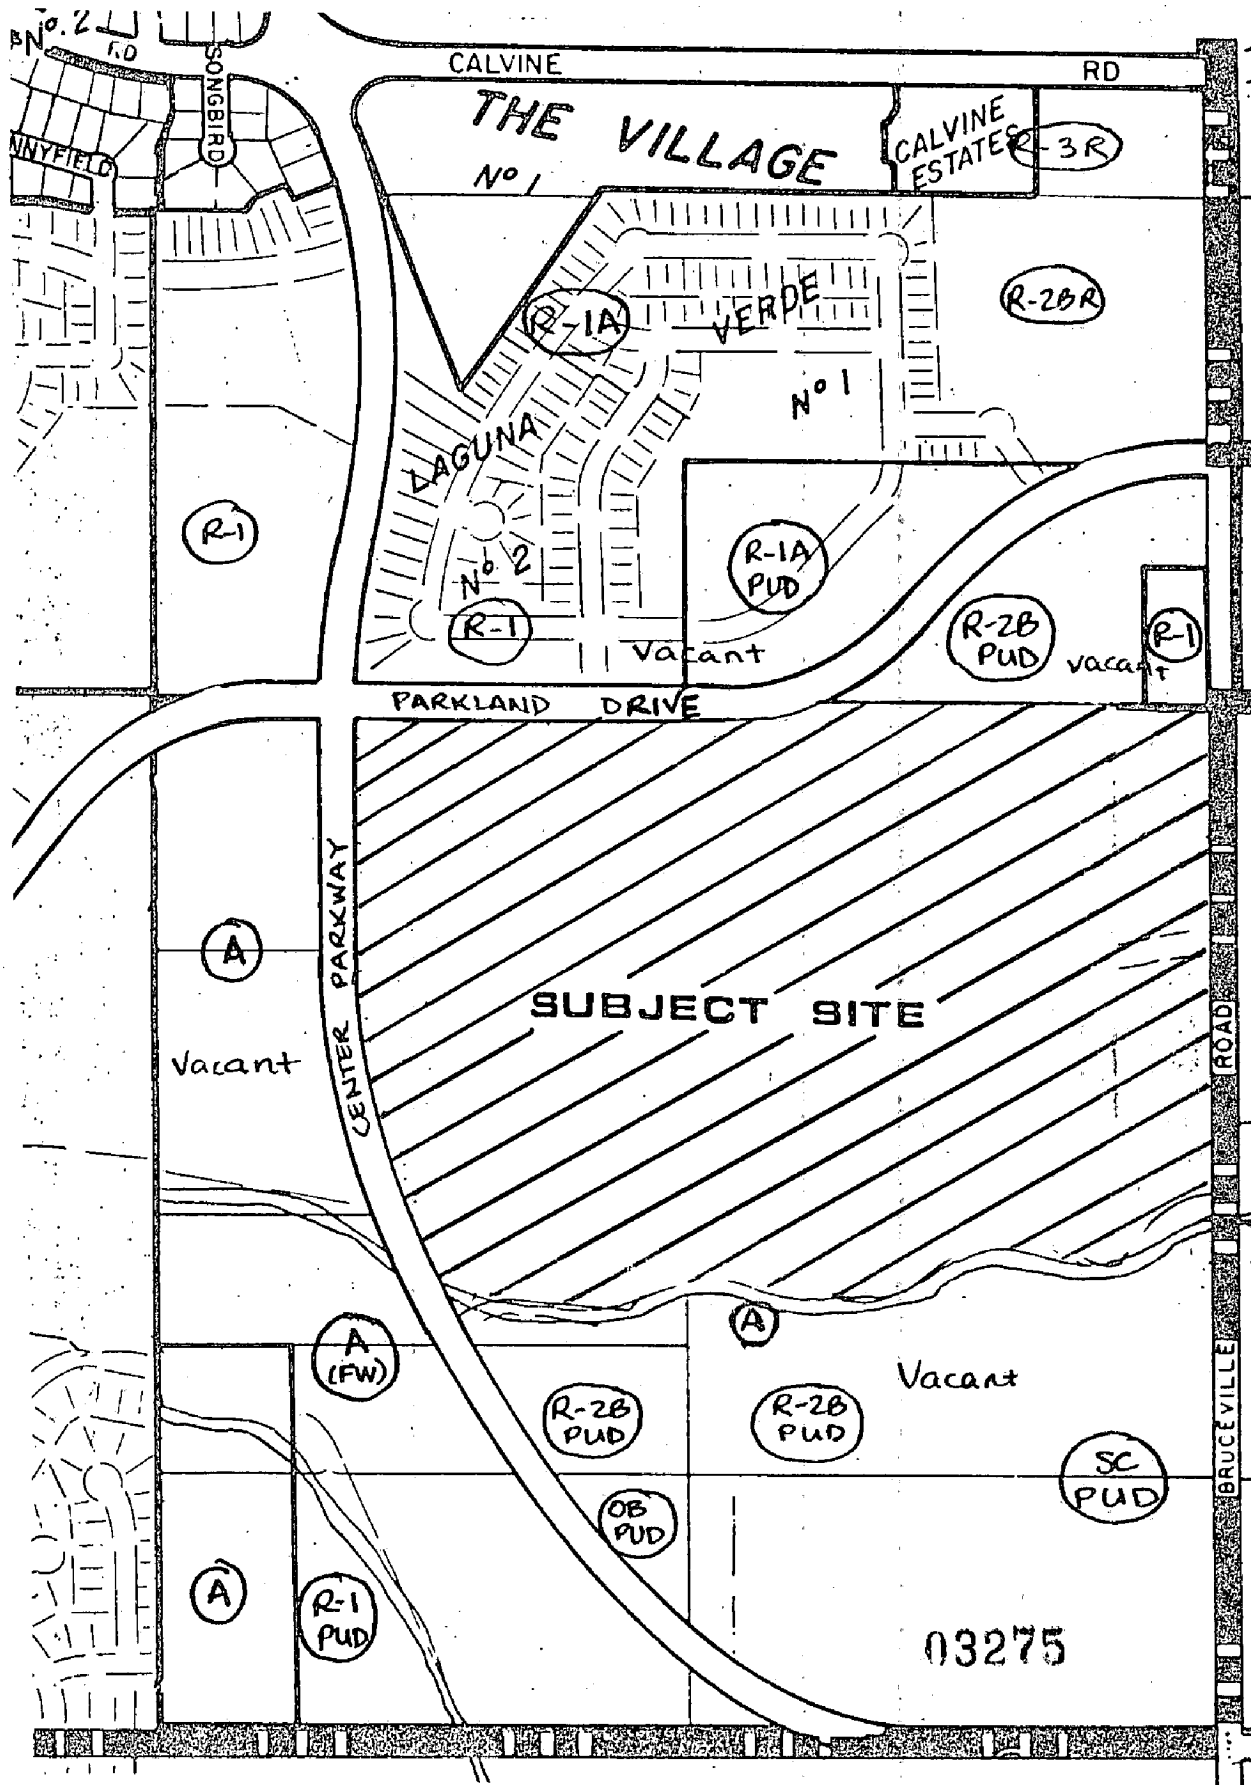 Nº. 2
RD
SONGBIRD
NNYFIELD
CALVINE RD
THE VILLAGE
Nº 1
CALVINE
ESTATES
R-3R
R-1A
VERDE
Nº 1
R-2BR
LAGUNA
Nº 2
R-1
R-1
R-1A
PUD
Vacant
R-2B
PUD
vacant
R-1
PARKLAND DRIVE
CENTER PARKWAY
A
Vacant
SUBJECT SITE
BRUCEVILLE ROAD
A
(FW)
A
Vacant
R-2B
PUD
R-2B
PUD
SC
PUD
OB
PUD
A
R-1
PUD
03275